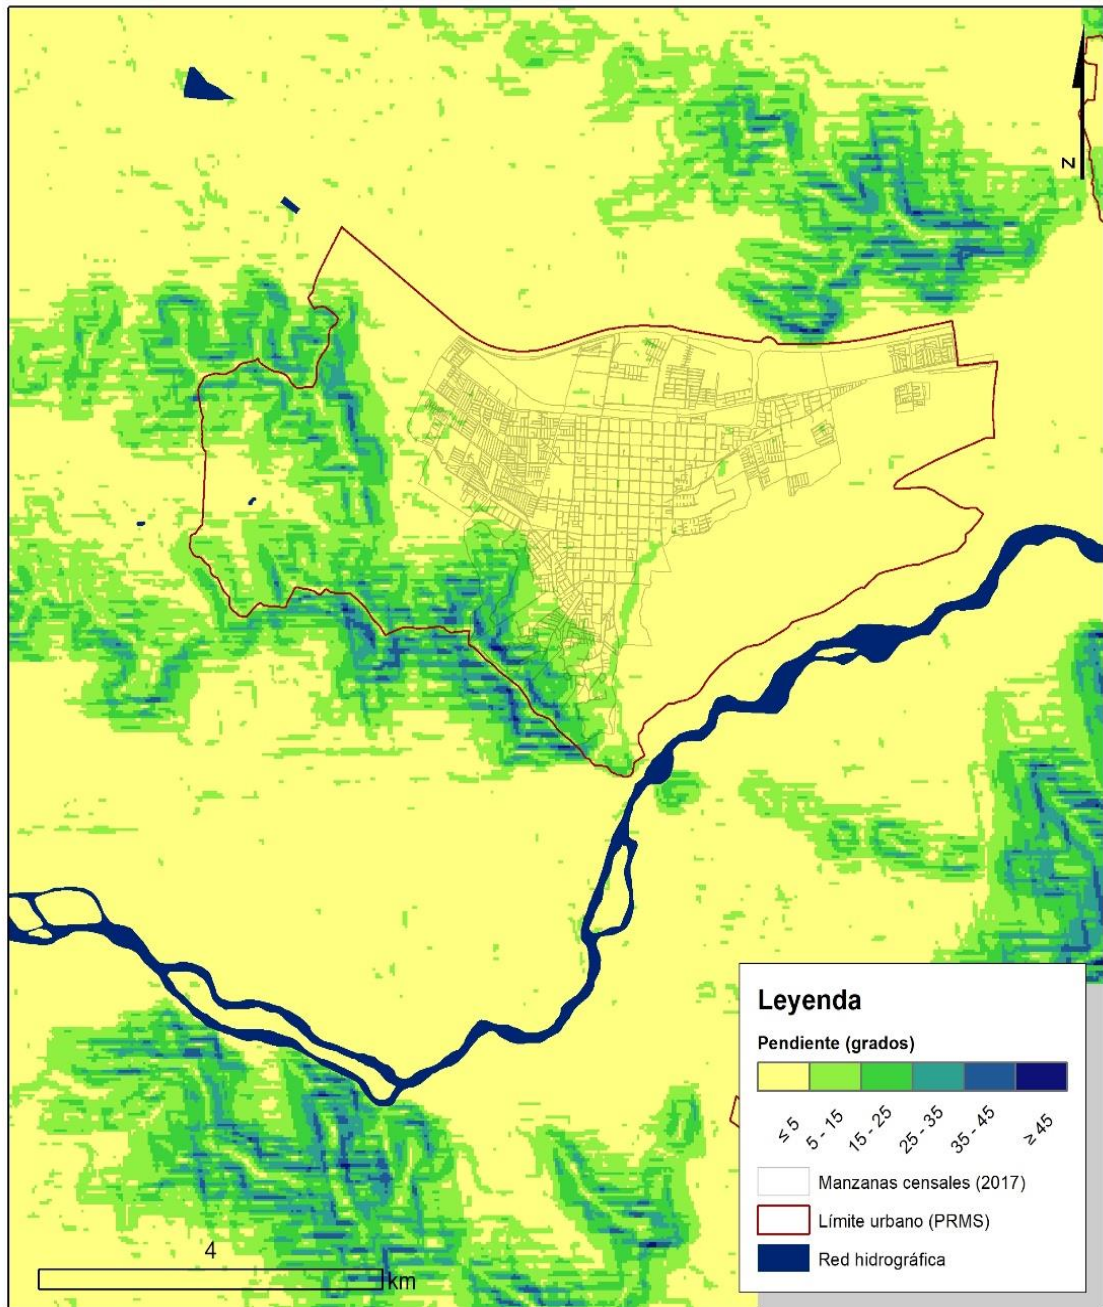 N
Leyenda
Pendiente (grados)
≤ 5
5 - 15
15 - 25
25 - 35
35 - 45
≥ 45
Manzanas censales (2017)
Límite urbano (PRMS)
Red hidrográfica
4
km